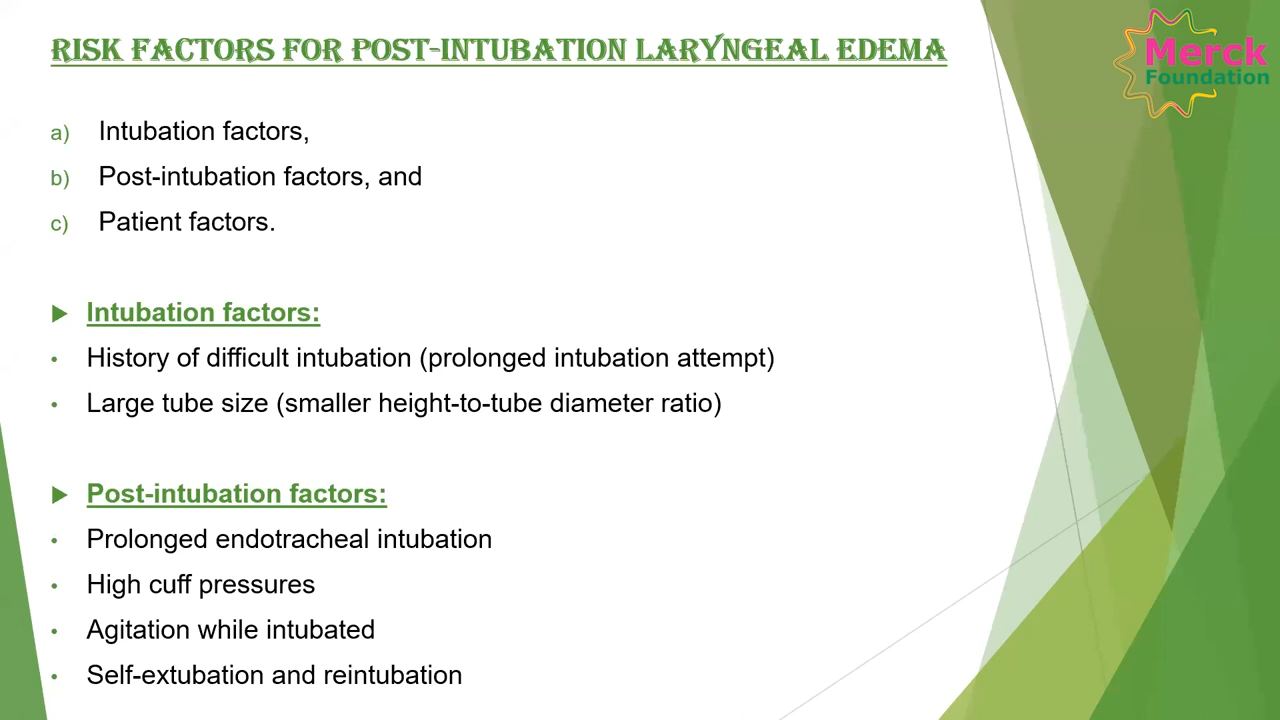 RISK FACTORS FOR POST-INTUBATION LARYNGEAL EDEMA
Merck
Foundation
a) Intubation factors,
b) Post-intubation factors, and
c) Patient factors.
Intubation factors:
• History of difficult intubation (prolonged intubation attempt)
• Large tube size (smaller height-to-tube diameter ratio)
Post-intubation factors:
• Prolonged endotracheal intubation
• High cuff pressures
• Agitation while intubated
• Self-extubation and reintubation